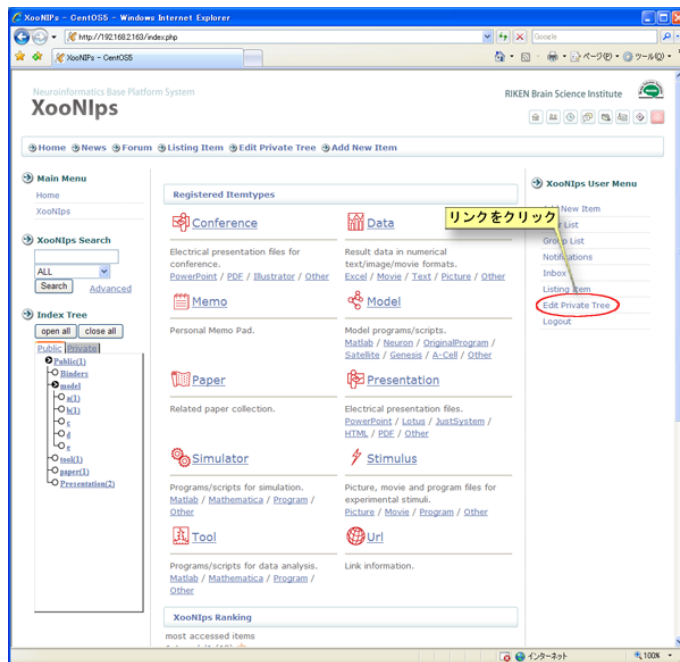 XooNIPs - CentOS5 - Windows Internet Explorer
http://192.168.2.163/index.php
Google
XooNIPs - CentOS5
ページ(P)
ツール(O)
Neuroinformatics Base Platform System
XooNIps
RIKEN Brain Science Institute
Home News Forum Listing Item Edit Private Tree Add New Item
Main Menu
Home
XooNIps
XooNIps Search
ALL
Search Advanced
Index Tree
open all close all
Public Private
Public(1)
Binders
model
a(1)
b(1)
c
d
e
tool(1)
paper(1)
Presentation(2)
Registered Itemtypes
Conference
Electrical presentation files for
conference.
PowerPoint / PDF / Illustrator / Other
Data
Result data in numerical
text/image/movie formats.
Excel / Movie / Text / Picture / Other
Memo
Personal Memo Pad.
Model
Model programs/scripts.
Matlab / Neuron / OriginalProgram /
Satellite / Genesis / A-Cell / Other
Paper
Related paper collection.
Presentation
Electrical presentation files.
PowerPoint / Lotus / JustSystem /
HTML / PDF / Other
Simulator
Programs/scripts for simulation.
Matlab / Mathematica / Program /
Other
Stimulus
Picture, movie and program files for
experimental stimuli.
Picture / Movie / Program / Other
Tool
Programs/scripts for data analysis.
Matlab / Mathematica / Program /
Other
Url
Link information.
XooNIps Ranking
most accessed items
XooNIps User Menu
New Item
リンクをクリック
List
Group List
Notifications
Inbox
Listing Item
Edit Private Tree
Logout
インターネット
100%